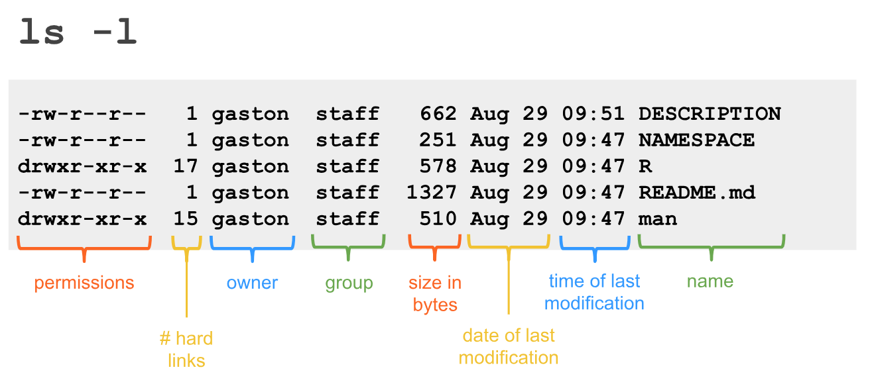 ls -l
-rw-r--r-- 1 gaston staff 662 Aug 29 09:51 DESCRIPTION
-rw-r--r-- 1 gaston staff 251 Aug 29 09:47 NAMESPACE
drwxr-xr-x 17 gaston staff 578 Aug 29 09:47 R
-rw-r--r-- 1 gaston staff 1327 Aug 29 09:47 README.md
drwxr-xr-x 15 gaston staff 510 Aug 29 09:47 man
permissions
# hard
links
owner
group
size in
bytes
date of last
modification
time of last
modification
name